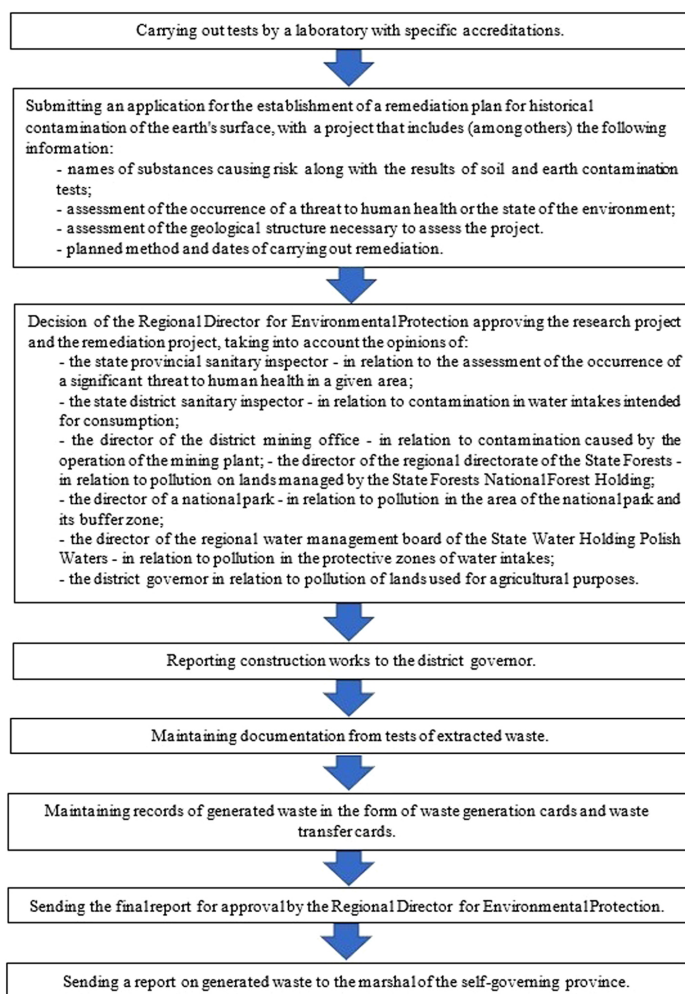 Carrying out tests by a laboratory with specific accreditations.
Submitting an application for the establishment of a remediation plan for historical
contamination of the earth's surface, with a project that includes (among others) the following
information:
- names of substances causing risk along with the results of soil and earth contamination
tests;
- assessment of the occurrence of a threat to human health or the state of the environment;
- assessment of the geological structure necessary to assess the project.
- planned method and dates of carrying out remediation.
Decision of the Regional Director for Environmental Protection approving the research project
and the remediation project, taking into account the opinions of:
- the state provincial sanitary inspector - in relation to the assessment of the occurrence of
a significant threat to human health in a given area;
- the state district sanitary inspector - in relation to contamination in water intakes intended
for consumption;
- the director of the district mining office - in relation to contamination caused by the
operation of the mining plant; - the director of the regional directorate of the State Forests -
in relation to pollution on lands managed by the State Forests National Forest Holding;
- the director of a national park - in relation to pollution in the area of the national park and
its buffer zone;
- the director of the regional water management board of the State Water Holding Polish
Waters - in relation to pollution in the protective zones of water intakes;
- the district governor in relation to pollution of lands used for agricultural purposes.
Reporting construction works to the district governor.
Maintaining documentation from tests of extracted waste.
Maintaining records of generated waste in the form of waste generation cards and waste
transfer cards.
Sending the final report for approval by the Regional Director for Environmental Protection.
Sending a report on generated waste to the marshal of the self-governing province.